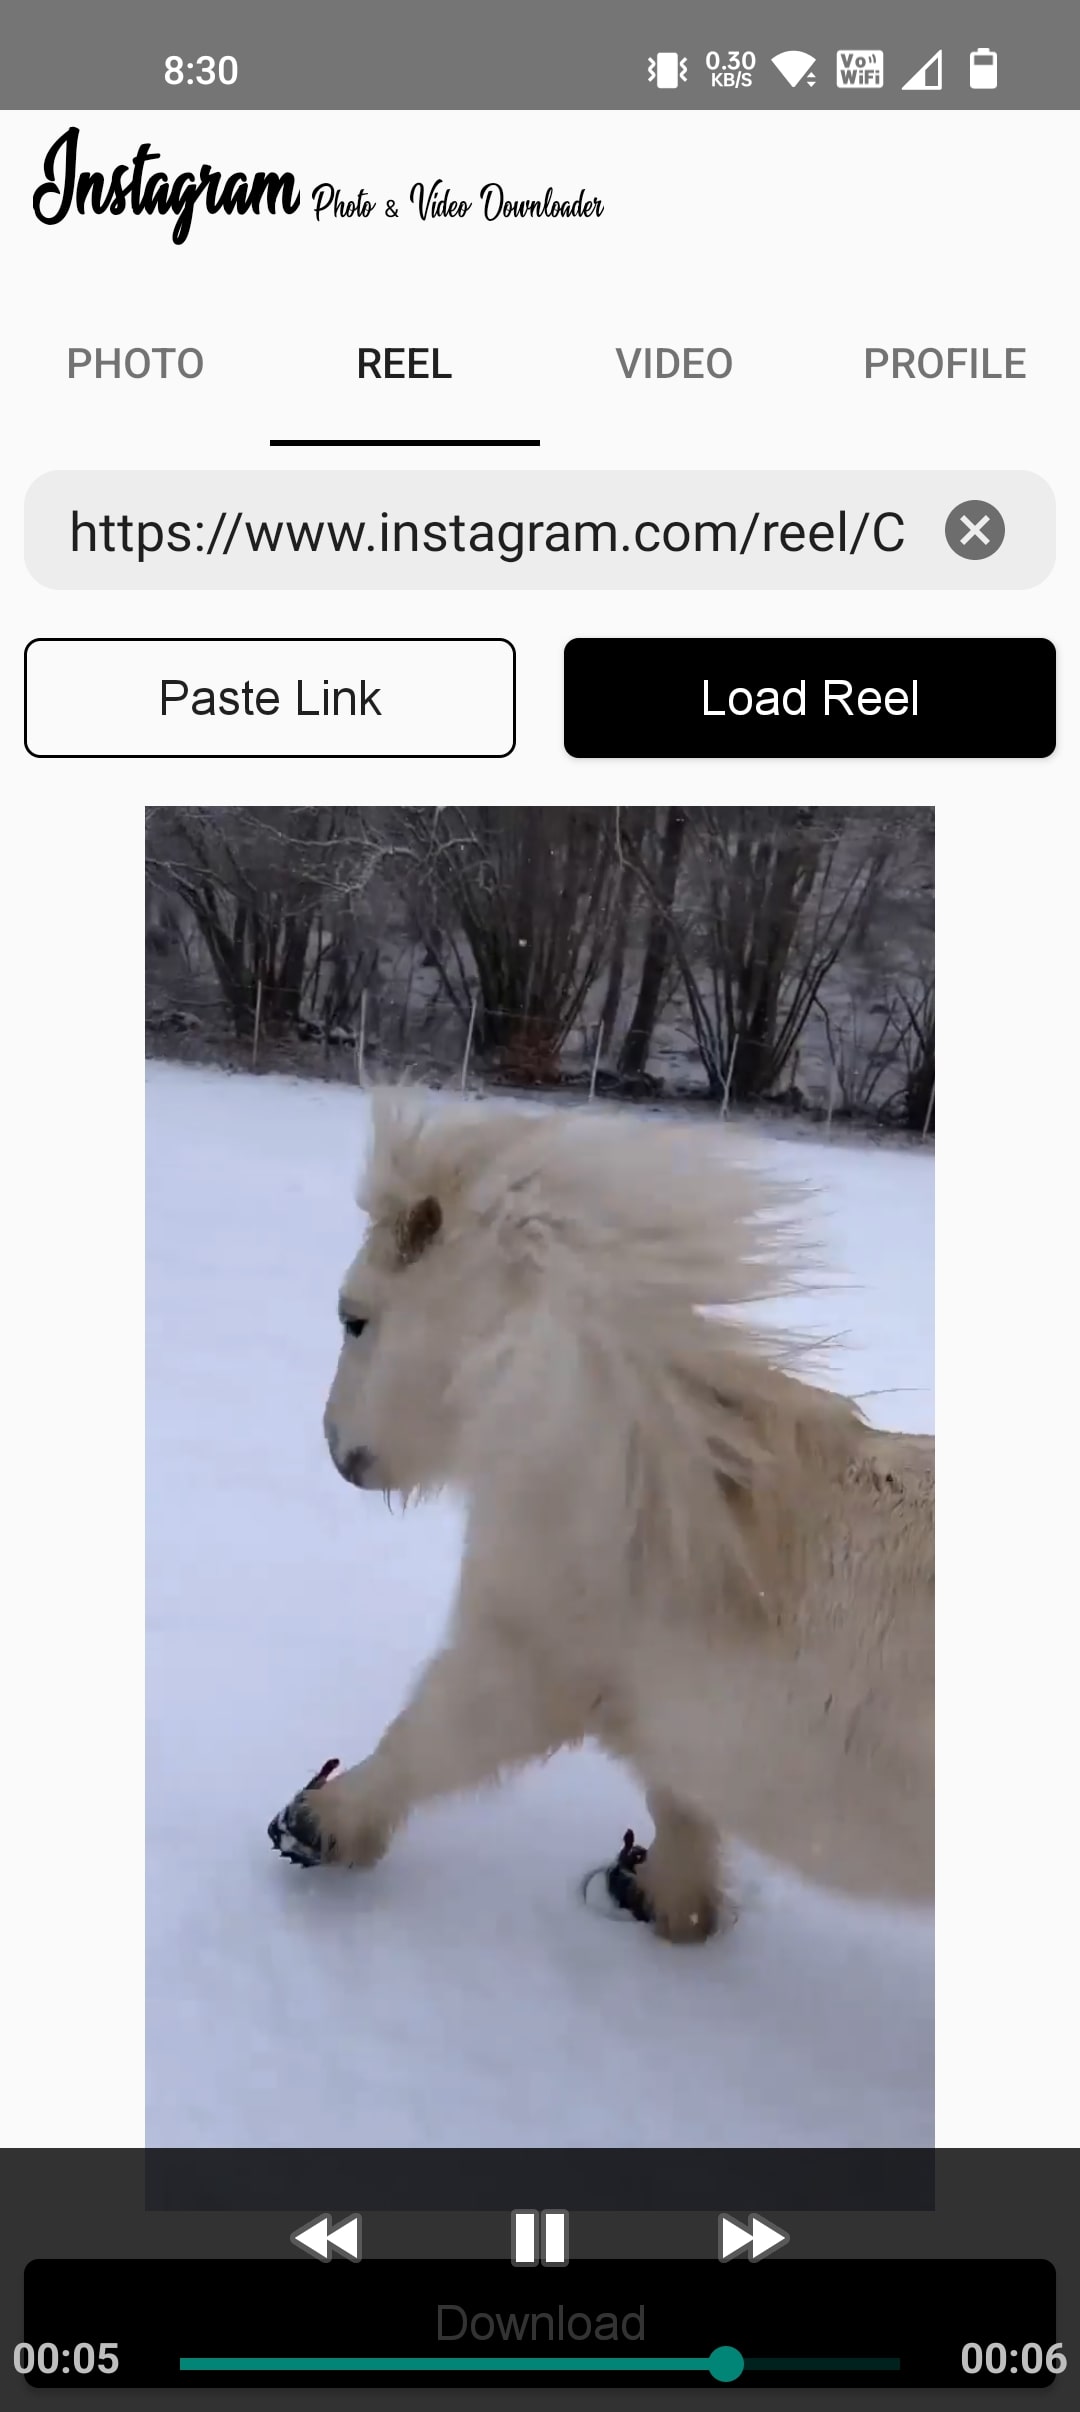 8:30 0.30 KB/S Vo WiFi
Instagram Photo & Video Downloader
PHOTO REEL VIDEO PROFILE
https://www.instagram.com/reel/C
Paste Link Load Reel
Download
00:05 00:06